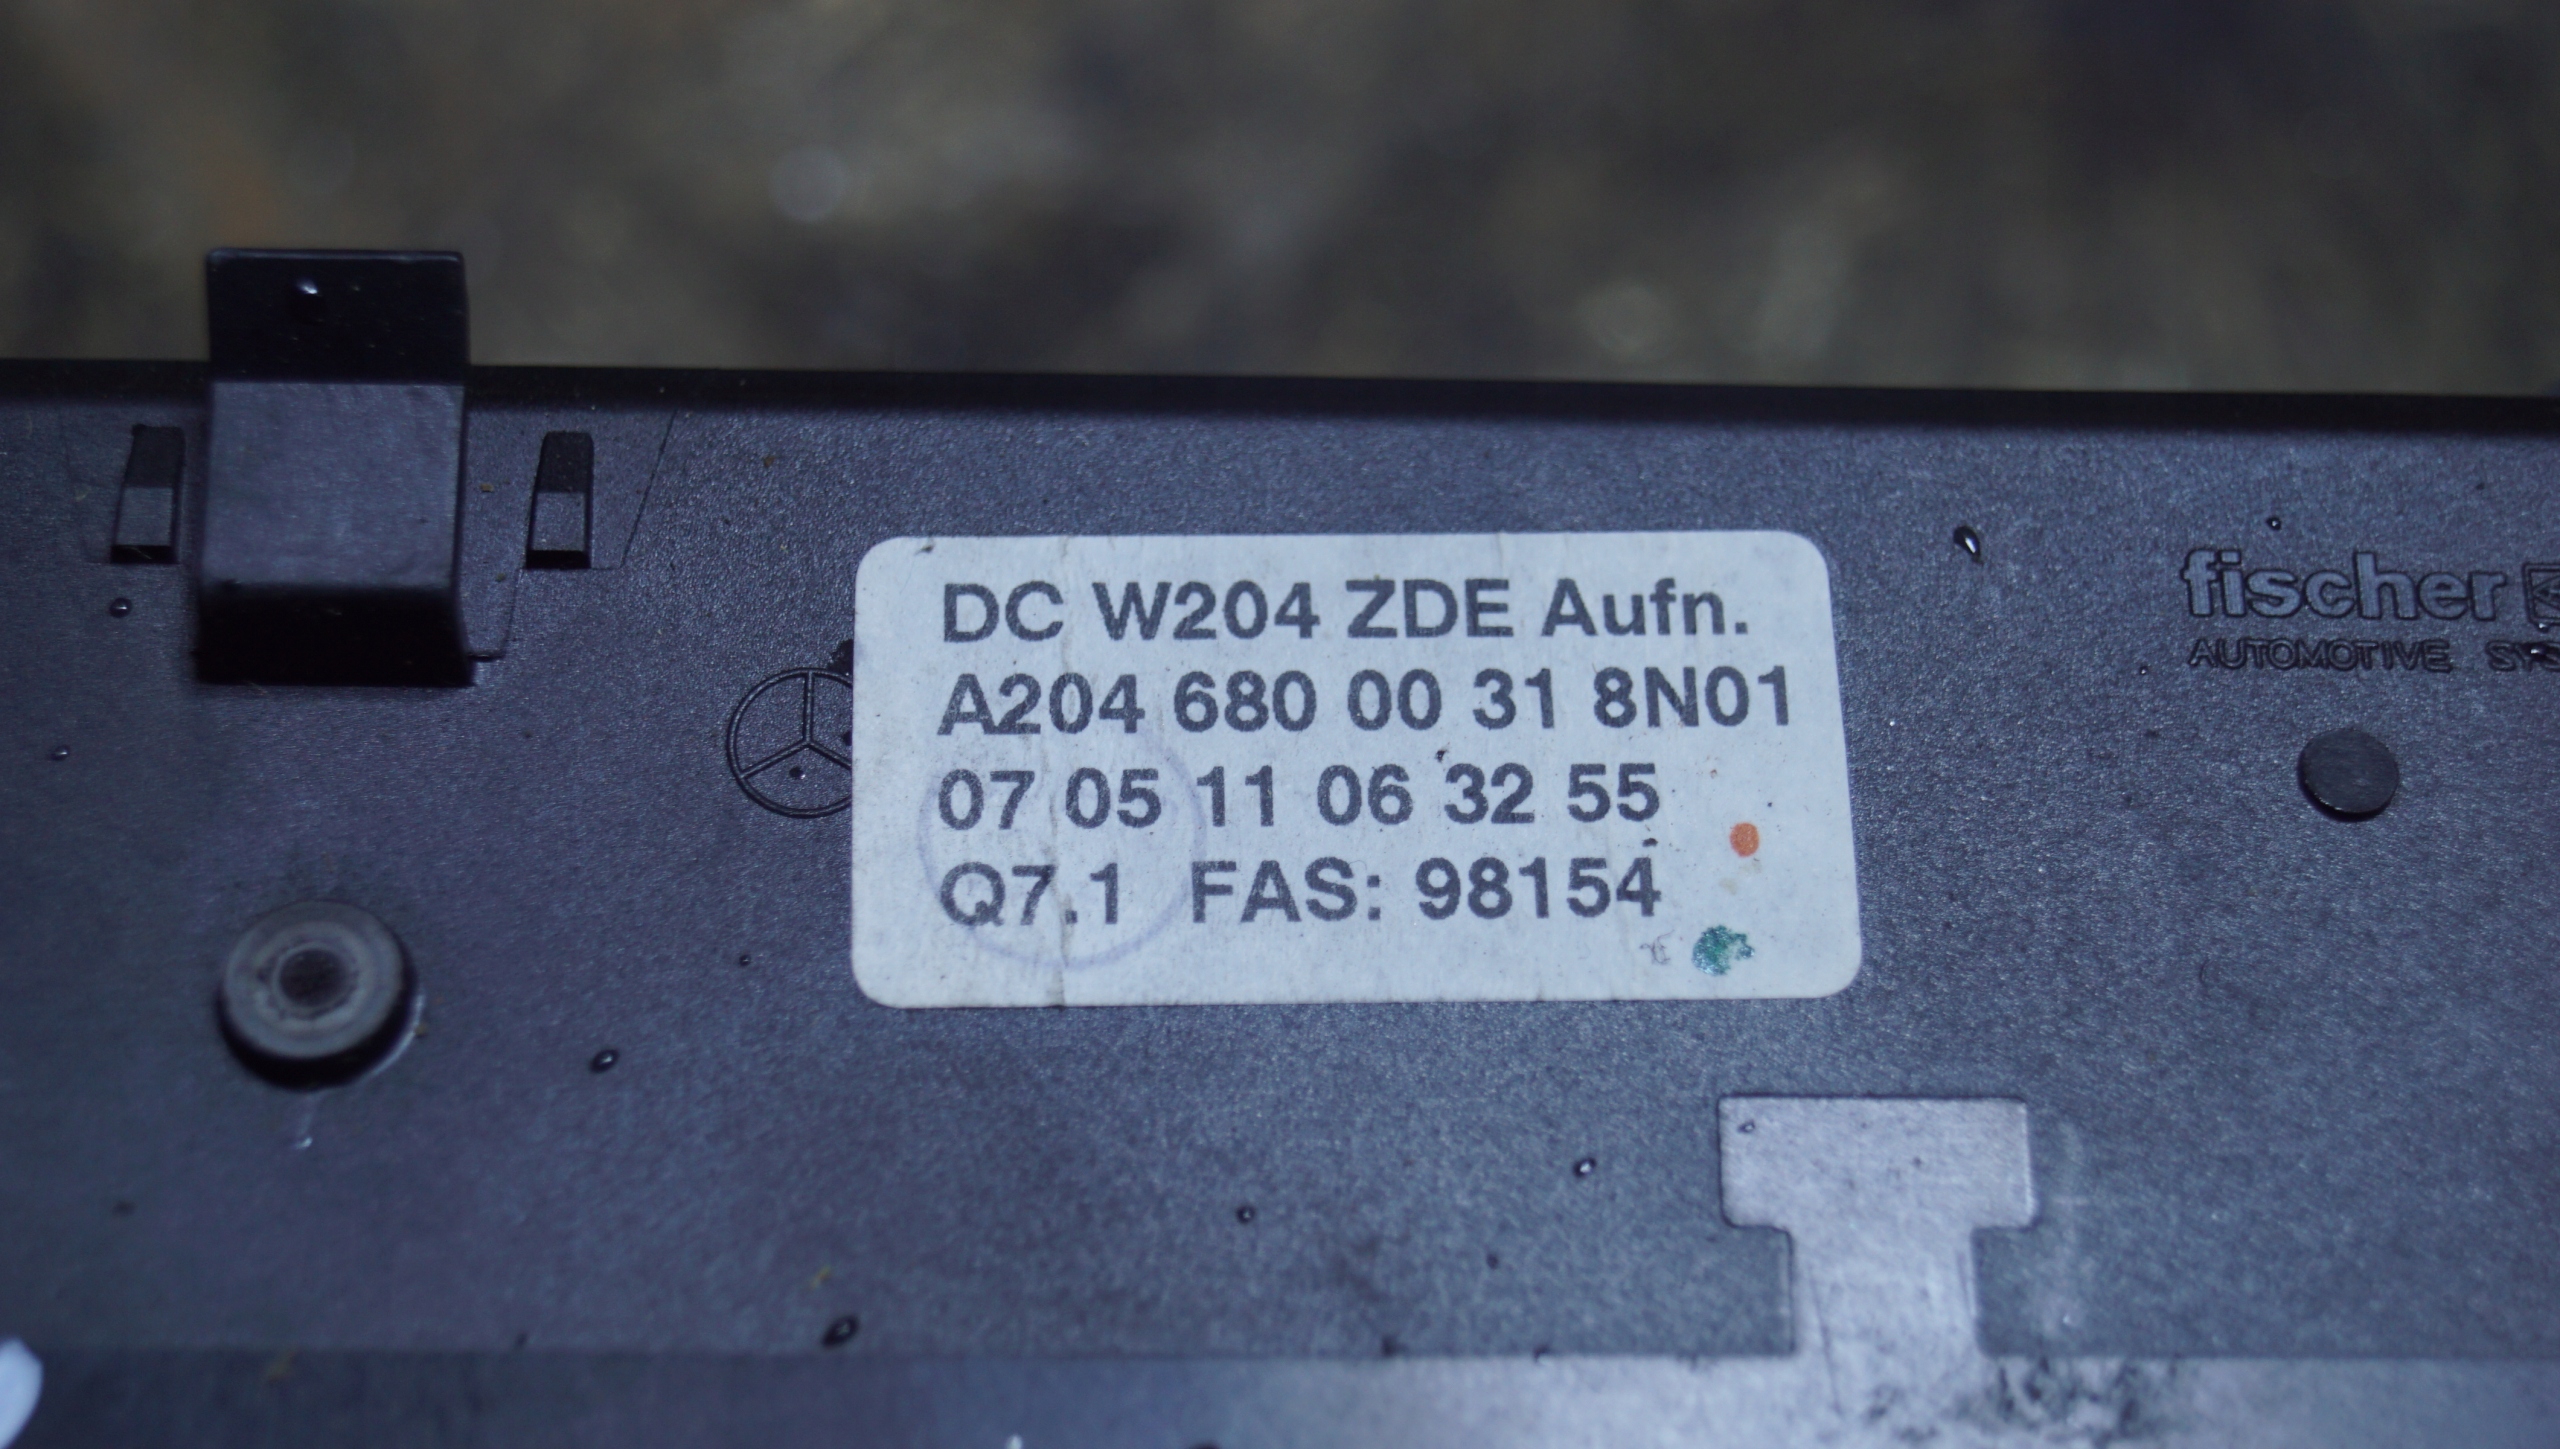 DC W204 ZDE Aufn.
A204 680 00 31 8N01
07 05 11 06 32 55
Q7.1 FAS: 98154
fischer
AUTOMOTIVE